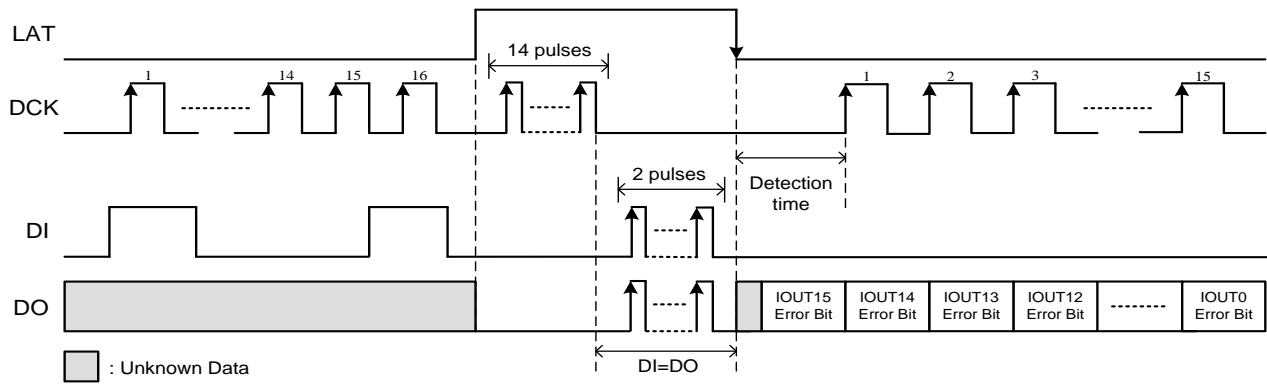 LAT
14 pulses
1 14 15 16 1 2 3 15
DCK
2 pulses
Detection
time
DI
DO
IOUT15
Error Bit
IOUT14
Error Bit
IOUT13
Error Bit
IOUT12
Error Bit
IOUT0
Error Bit
: Unknown Data
DI=DO